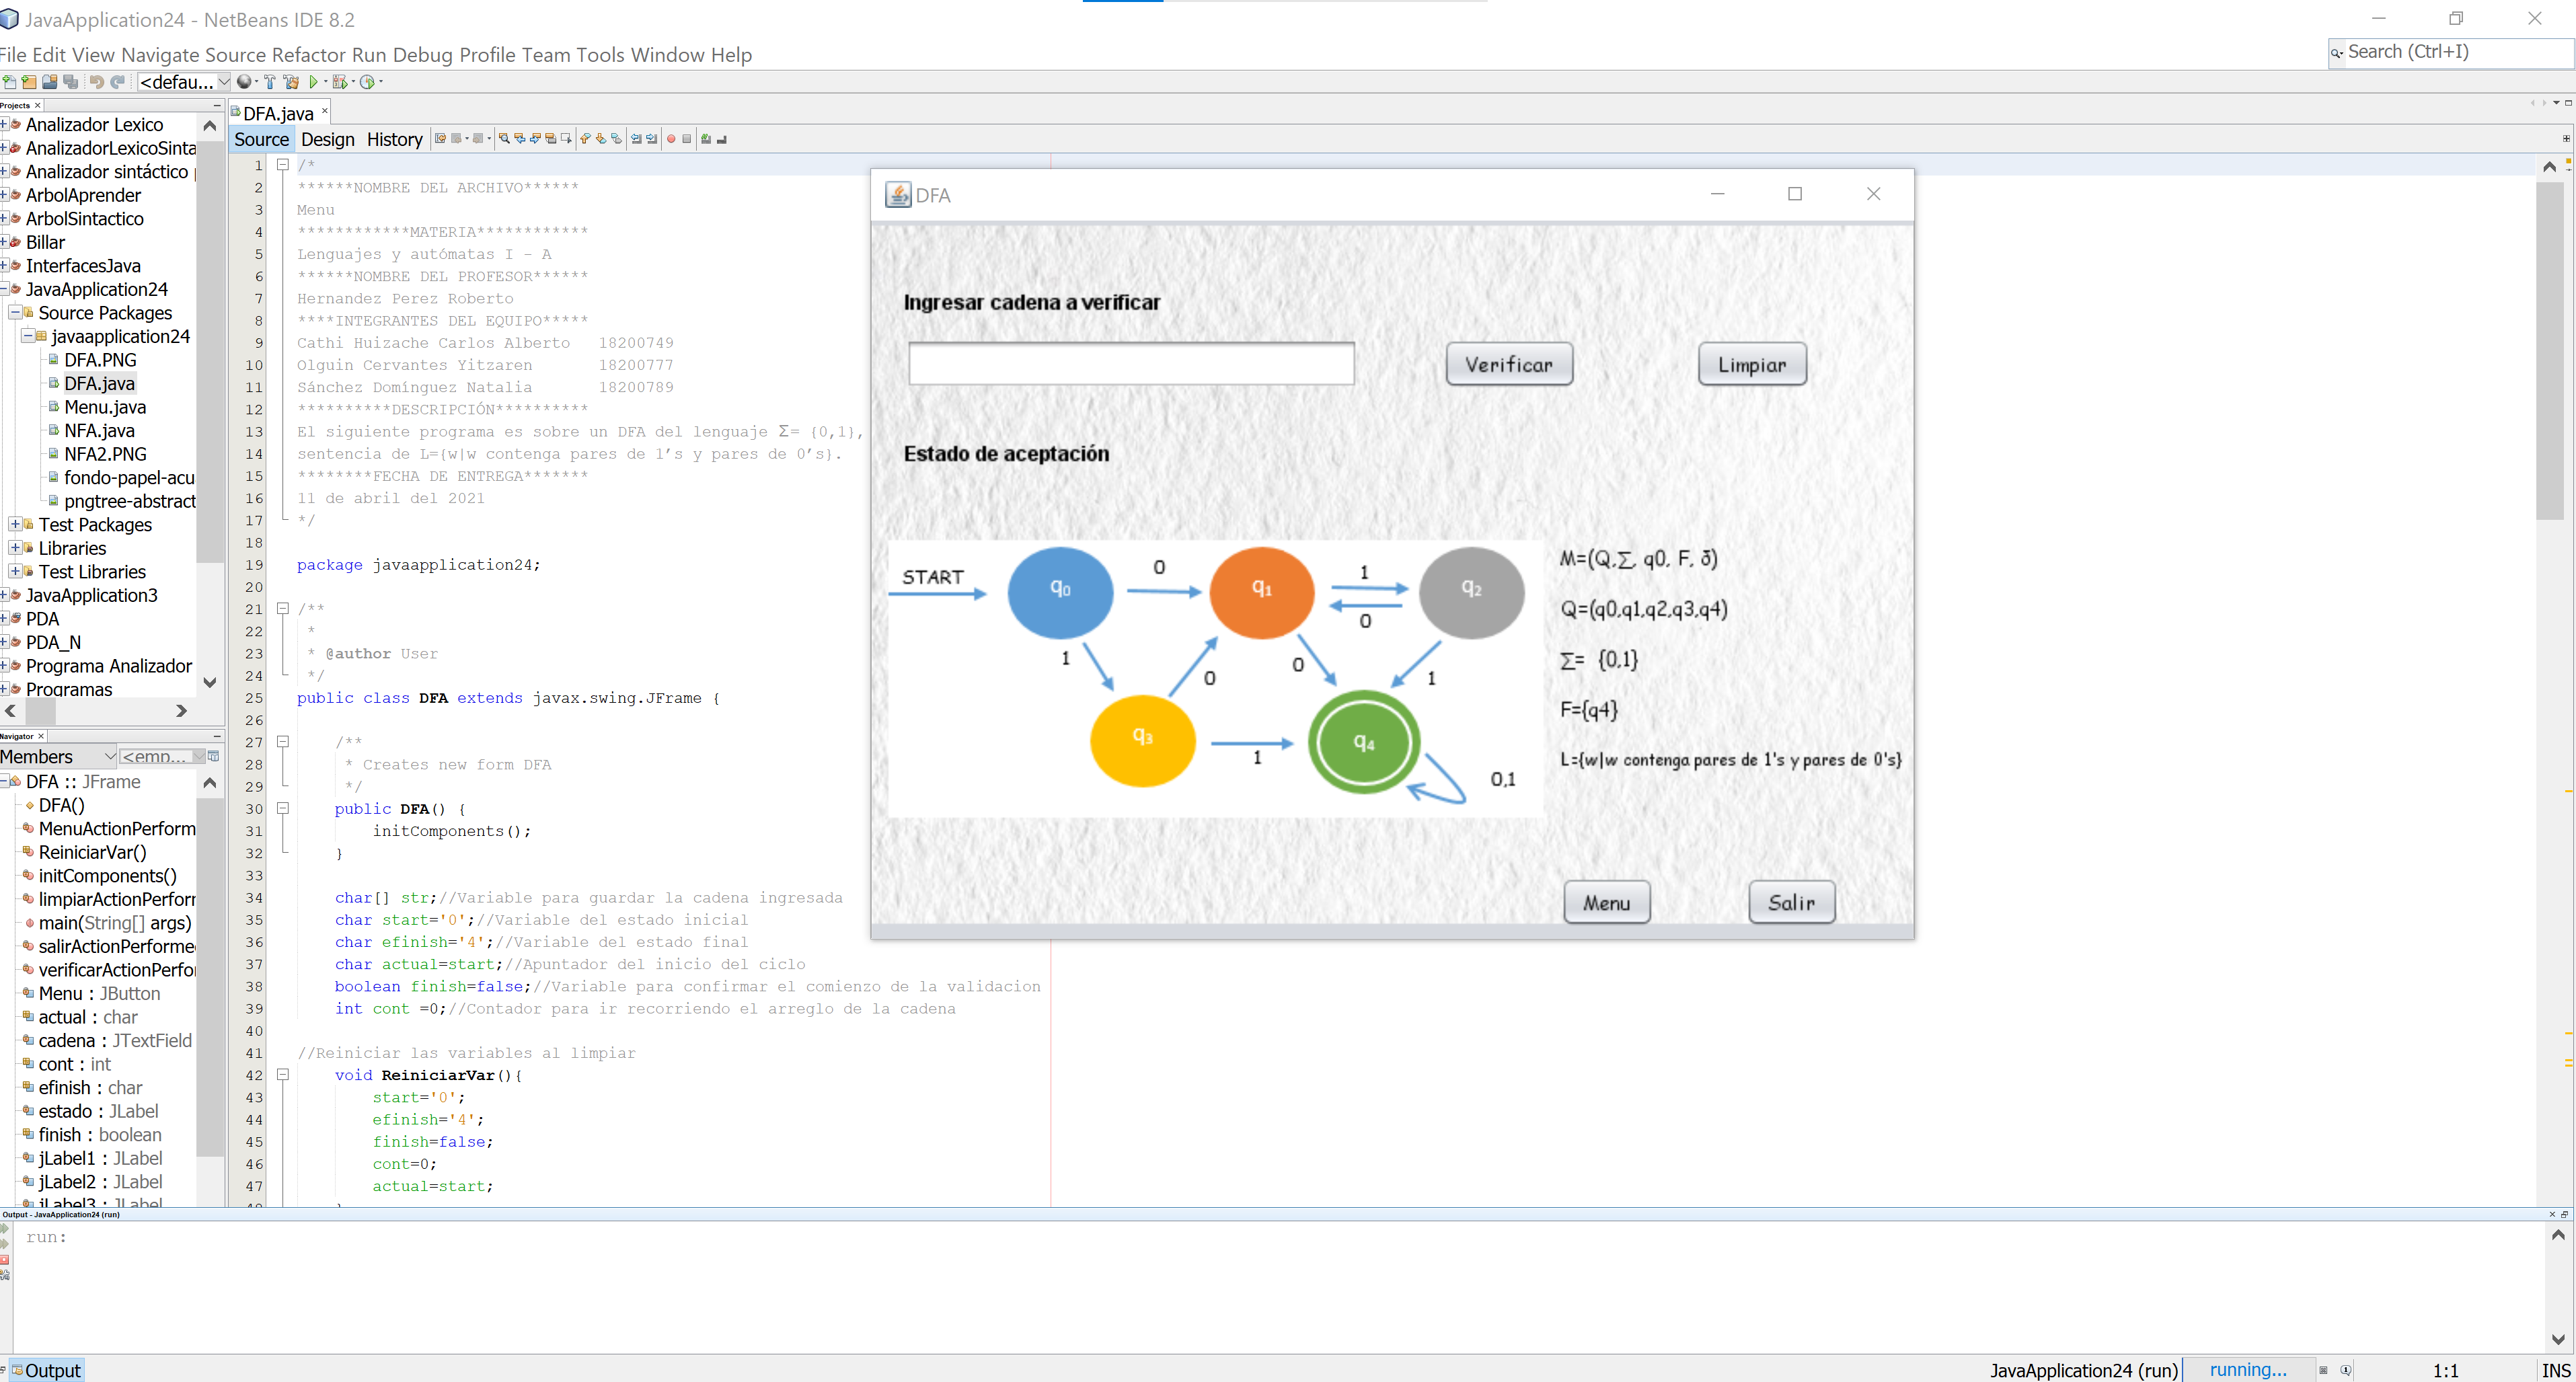 JavaApplication24 - NetBeans IDE 8.2
File Edit View Navigate Source Refactor Run Debug Profile Team Tools Window Help
Search (Ctrl+I)
<defau...
Projects
Analizador Lexico
AnalizadorLexicoSinta
Analizador sintáctico
ArbolAprender
ArbolSintactico
Billar
InterfacesJava
JavaApplication24
Source Packages
javaapplication24
DFA.PNG
DFA.java
Menu.java
NFA.java
NFA2.PNG
fondo-papel-acu
pngtree-abstract
Test Packages
Libraries
Test Libraries
JavaApplication3
PDA
PDA_N
Programa Analizador
Programas
Navigator
Members
<emp...
DFA :: JFrame
DFA()
MenuActionPerform
ReiniciarVar()
initComponents()
limpiarActionPerforr
main(String[] args)
salirActionPerforme
verificarActionPerfo
Menu : JButton
actual : char
cadena : JTextField
cont : int
efinish : char
estado : JLabel
finish : boolean
jLabel1 : JLabel
jLabel2 : JLabel
jLabel3 : JLabel
DFA.java
Source Design History
1 /*
2 ******NOMBRE DEL ARCHIVO******
3 Menu
4 ************MATERIA************
5 Lenguajes y autómatas I - A
6 ******NOMBRE DEL PROFESOR******
7 Hernandez Perez Roberto
8 ****INTEGRANTES DEL EQUIPO*****
9 Cathi Huizache Carlos Alberto 18200749
10 Olguin Cervantes Yitzaren 18200777
11 Sánchez Domínguez Natalia 18200789
12 **********DESCRIPCIÓN**********
13 El siguiente programa es sobre un DFA del lenguaje Σ= {0,1},
14 sentencia de L={w|w contenga pares de 1’s y pares de 0’s}.
15 ********FECHA DE ENTREGA*******
16 11 de abril del 2021
17 */
18
19 package javaapplication24;
20
21 /**
22 *
23 * @author User
24 */
25 public class DFA extends javax.swing.JFrame {
26
27 /**
28 * Creates new form DFA
29 */
30 public DFA() {
31 initComponents();
32 }
33
34 char[] str;//Variable para guardar la cadena ingresada
35 char start='0';//Variable del estado inicial
36 char efinish='4';//Variable del estado final
37 char actual=start;//Apuntador del inicio del ciclo
38 boolean finish=false;//Variable para confirmar el comienzo de la validacion
39 int cont =0;//Contador para ir recorriendo el arreglo de la cadena
40
41 //Reiniciar las variables al limpiar
42 void ReiniciarVar(){
43 start='0';
44 efinish='4';
45 finish=false;
46 cont=0;
47 actual=start;
DFA
Ingresar cadena a verificar
Verificar
Limpiar
Estado de aceptación
START
q0
0
q1
1
0
q2
1
0
0
1
q3
1
q4
0,1
M=(Q,Σ, q0, F, δ)
Q=(q0,q1,q2,q3,q4)
Σ= {0,1}
F={q4}
L={w|w contenga pares de 1's y pares de 0's}
Menu
Salir
Output - JavaApplication24 (run)
run:
Output
JavaApplication24 (run)
running...
1:1
INS